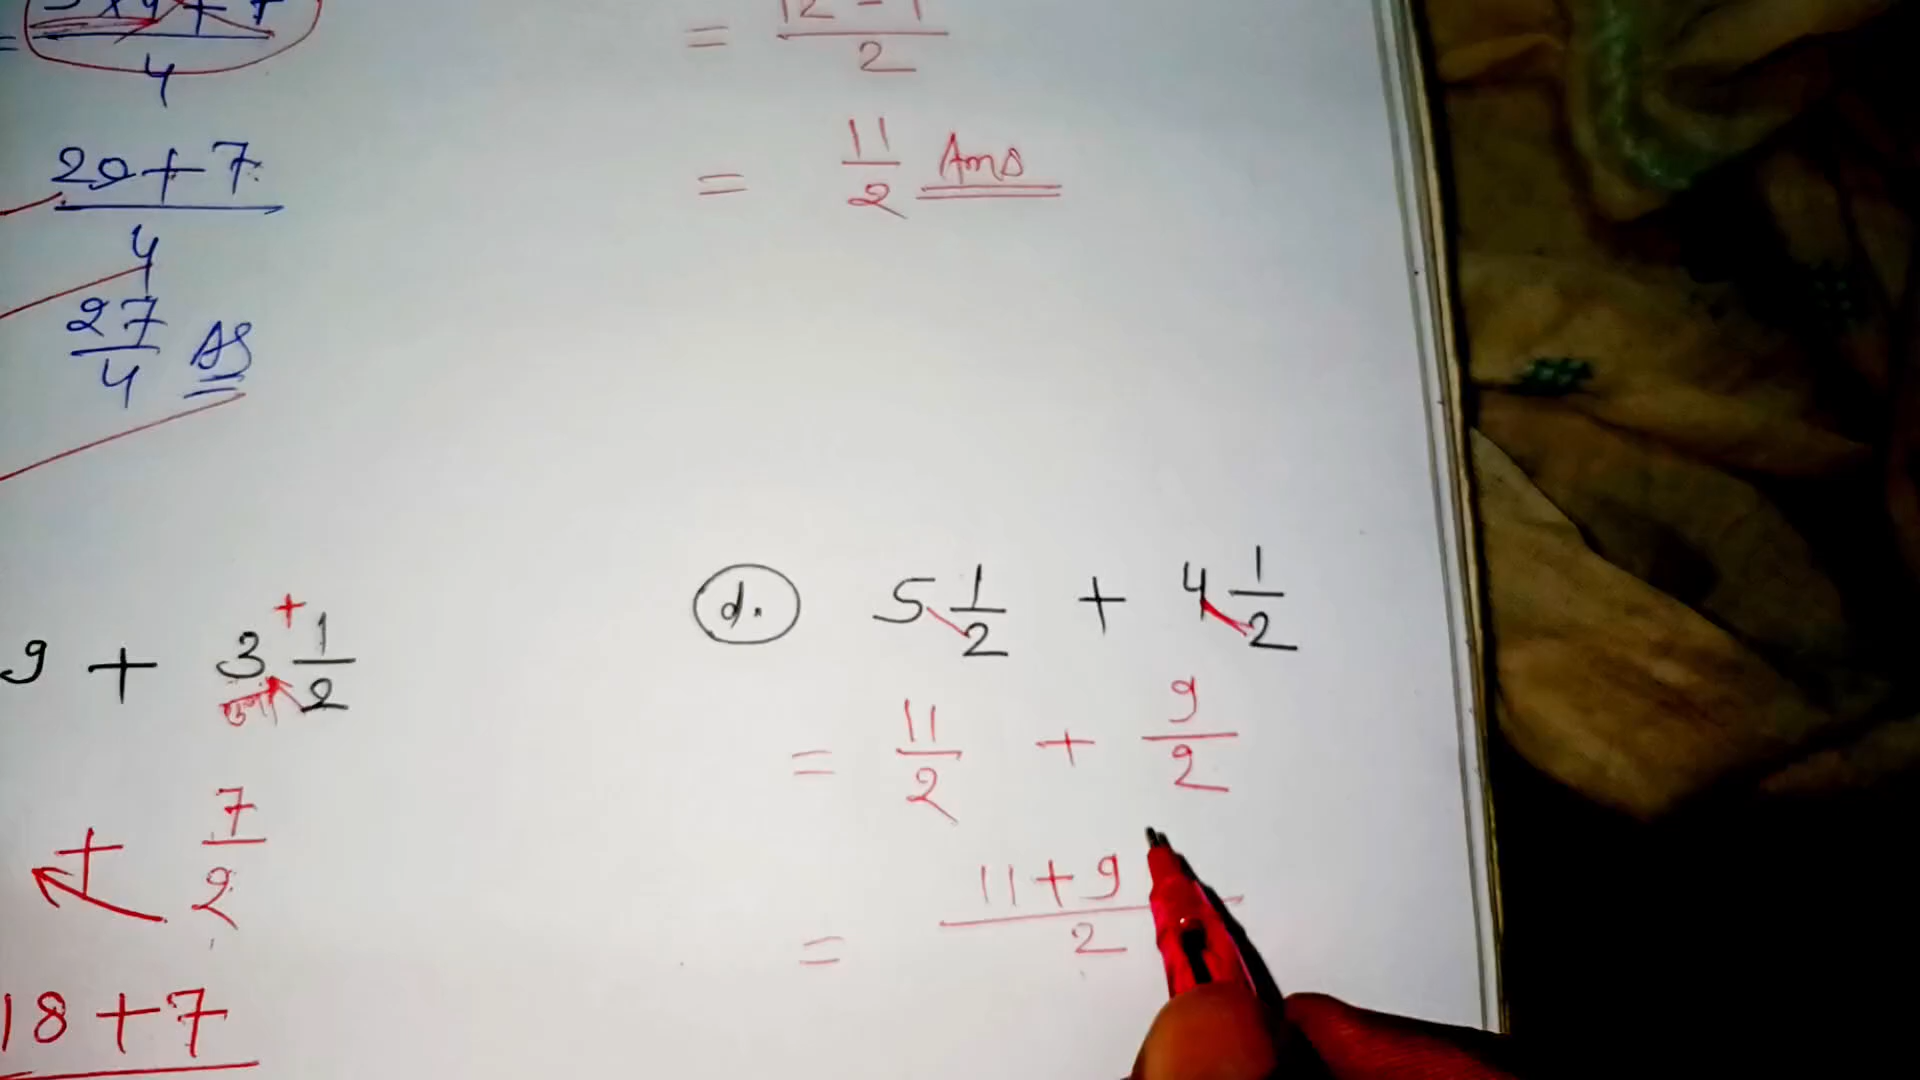 4
20 + 7
4
27
4
= 12 - 1
2
= 11
2 Ans
9 + 3 + 1
2
+ 7
2
18 + 7
d. 5 1/2 + 4 1/2
= 11/2 + 9/2
= 11 + 9
2